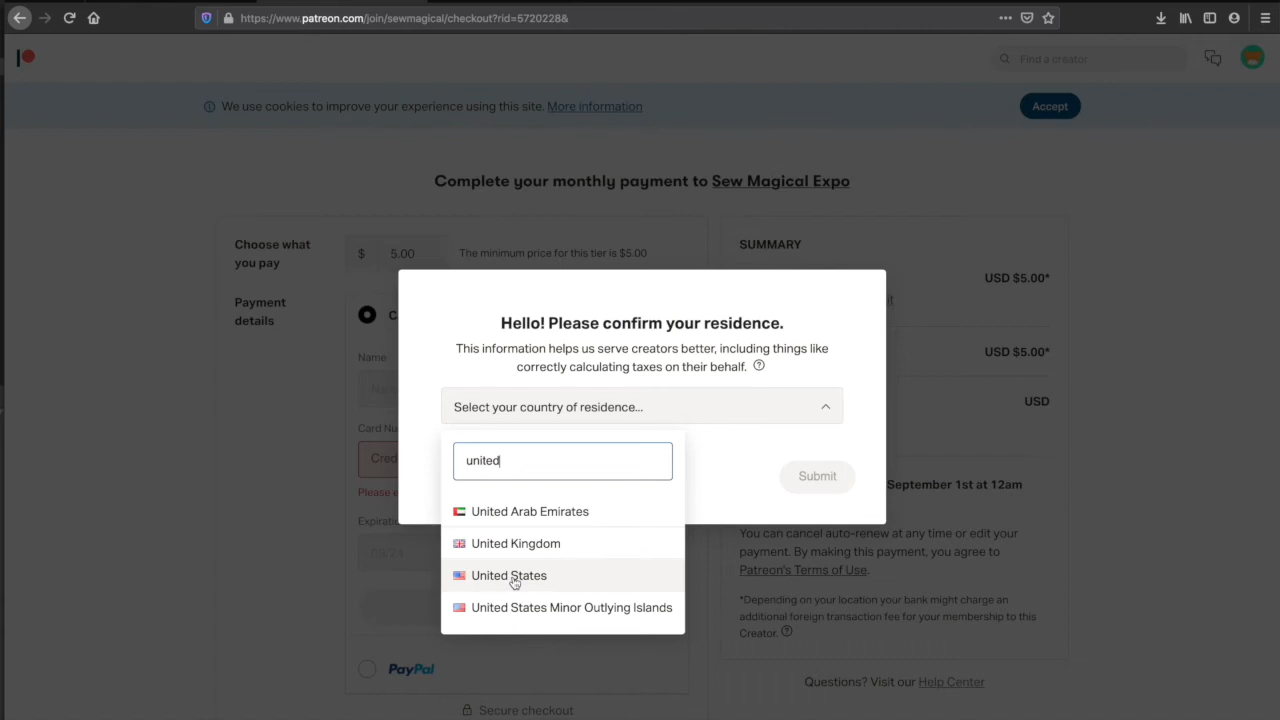 https://www.patreon.com/join/sewmagical/checkout?rid=5720228&
Find a creator
We use cookies to improve your experience using this site. More information
Accept
Complete your monthly payment to Sew Magical Expo
Choose what
you pay
$ 5.00
The minimum price for this tier is $5.00
Payment
details
Name
Card Nu
Cred
Please e
Expiratio
PayPal
Secure checkout
Hello! Please confirm your residence.
This information helps us serve creators better, including things like
correctly calculating taxes on their behalf.
Select your country of residence...
united
United Arab Emirates
United Kingdom
United States
United States Minor Outlying Islands
Submit
SUMMARY
USD $5.00*
USD $5.00*
USD
September 1st at 12am
You can cancel auto-renew at any time or edit your
payment. By making this payment, you agree to
Patreon's Terms of Use.
*Depending on your location your bank might charge an
additional foreign transaction fee for your membership to this
Creator.
Questions? Visit our Help Center